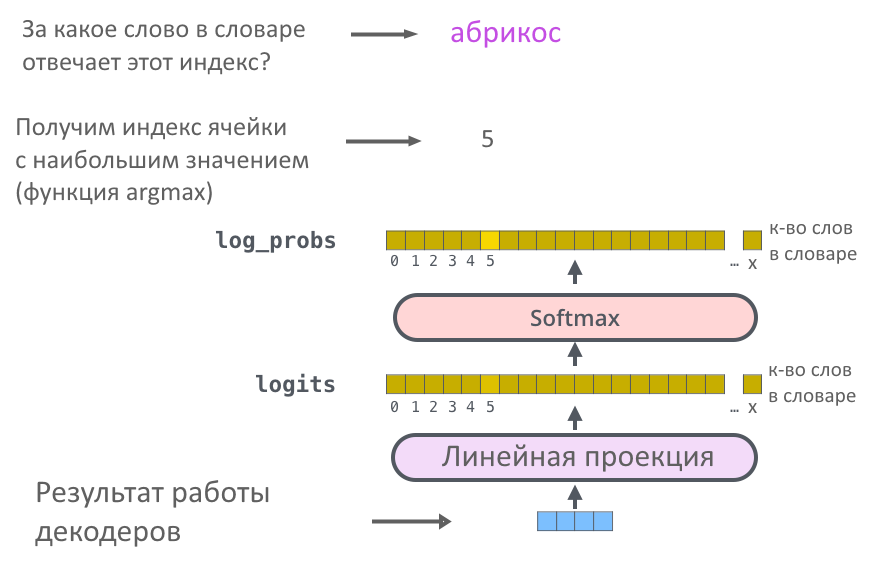 За какое слово в словаре
отвечает этот индекс?
абрикос
Получим индекс ячейки
с наибольшим значением
(функция argmax)
5
log_probs
к-во слов
в словаре
0 1 2 3 4 5 … x
Softmax
logits
к-во слов
в словаре
0 1 2 3 4 5 … x
Линейная проекция
Результат работы
декодеров